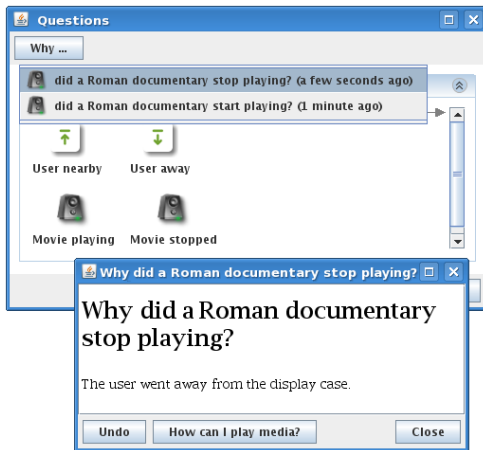 Questions
Why ...
did a Roman documentary stop playing? (a few seconds ago)
did a Roman documentary start playing? (1 minute ago)
User nearby
User away
Movie playing
Movie stopped
Why did a Roman documentary stop playing?
Why did a Roman documentary
stop playing?
The user went away from the display case.
Undo
How can I play media?
Close